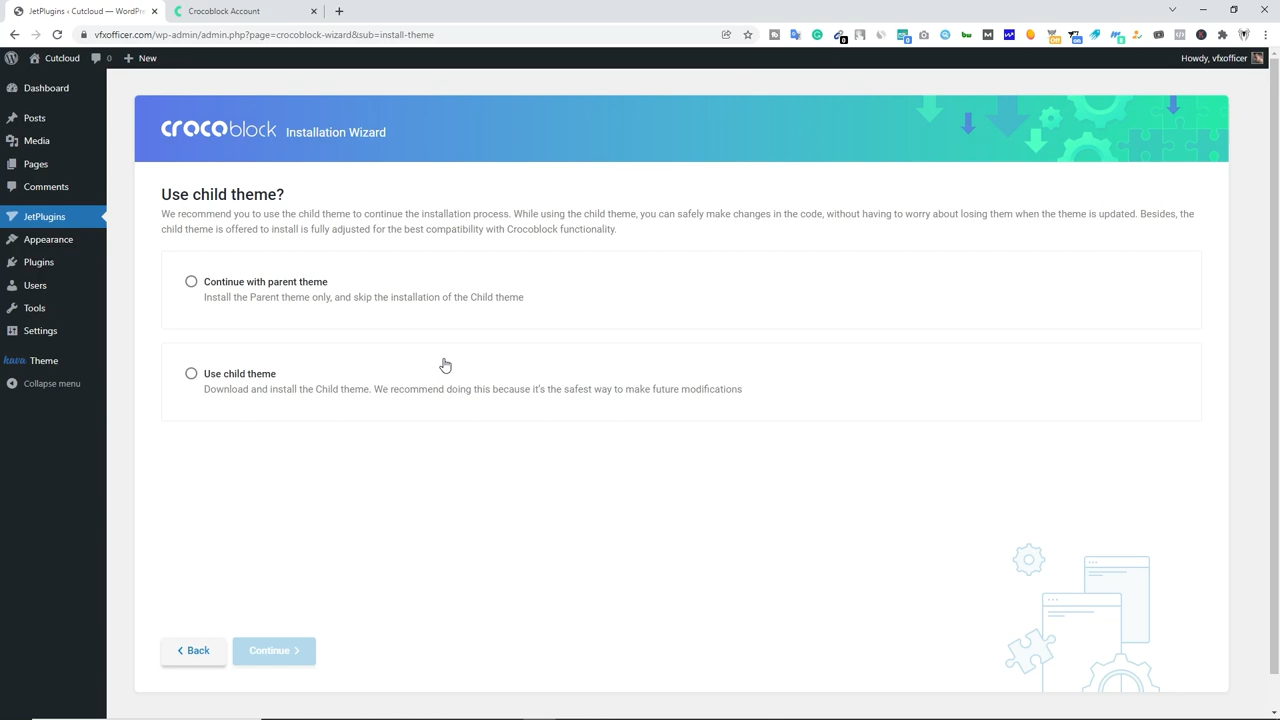 JetPlugins ‹ Cutcloud — WordPre
Crocoblock Account
vfxofficer.com/wp-admin/admin.php?page=crocoblock-wizard&sub=install-theme
Cutcloud
0
New
Howdy, vfxofficer
Dashboard
Posts
Media
Pages
Comments
JetPlugins
Appearance
Plugins
Users
Tools
Settings
kava Theme
Collapse menu
crocoblock Installation Wizard
Use child theme?
We recommend you to use the child theme to continue the installation process. While using the child theme, you can safely make changes in the code, without having to worry about losing them when the theme is updated. Besides, the
child theme is offered to install is fully adjusted for the best compatibility with Crocoblock functionality.
Continue with parent theme
Install the Parent theme only, and skip the installation of the Child theme
Use child theme
Download and install the Child theme. We recommend doing this because it's the safest way to make future modifications
Back
Continue